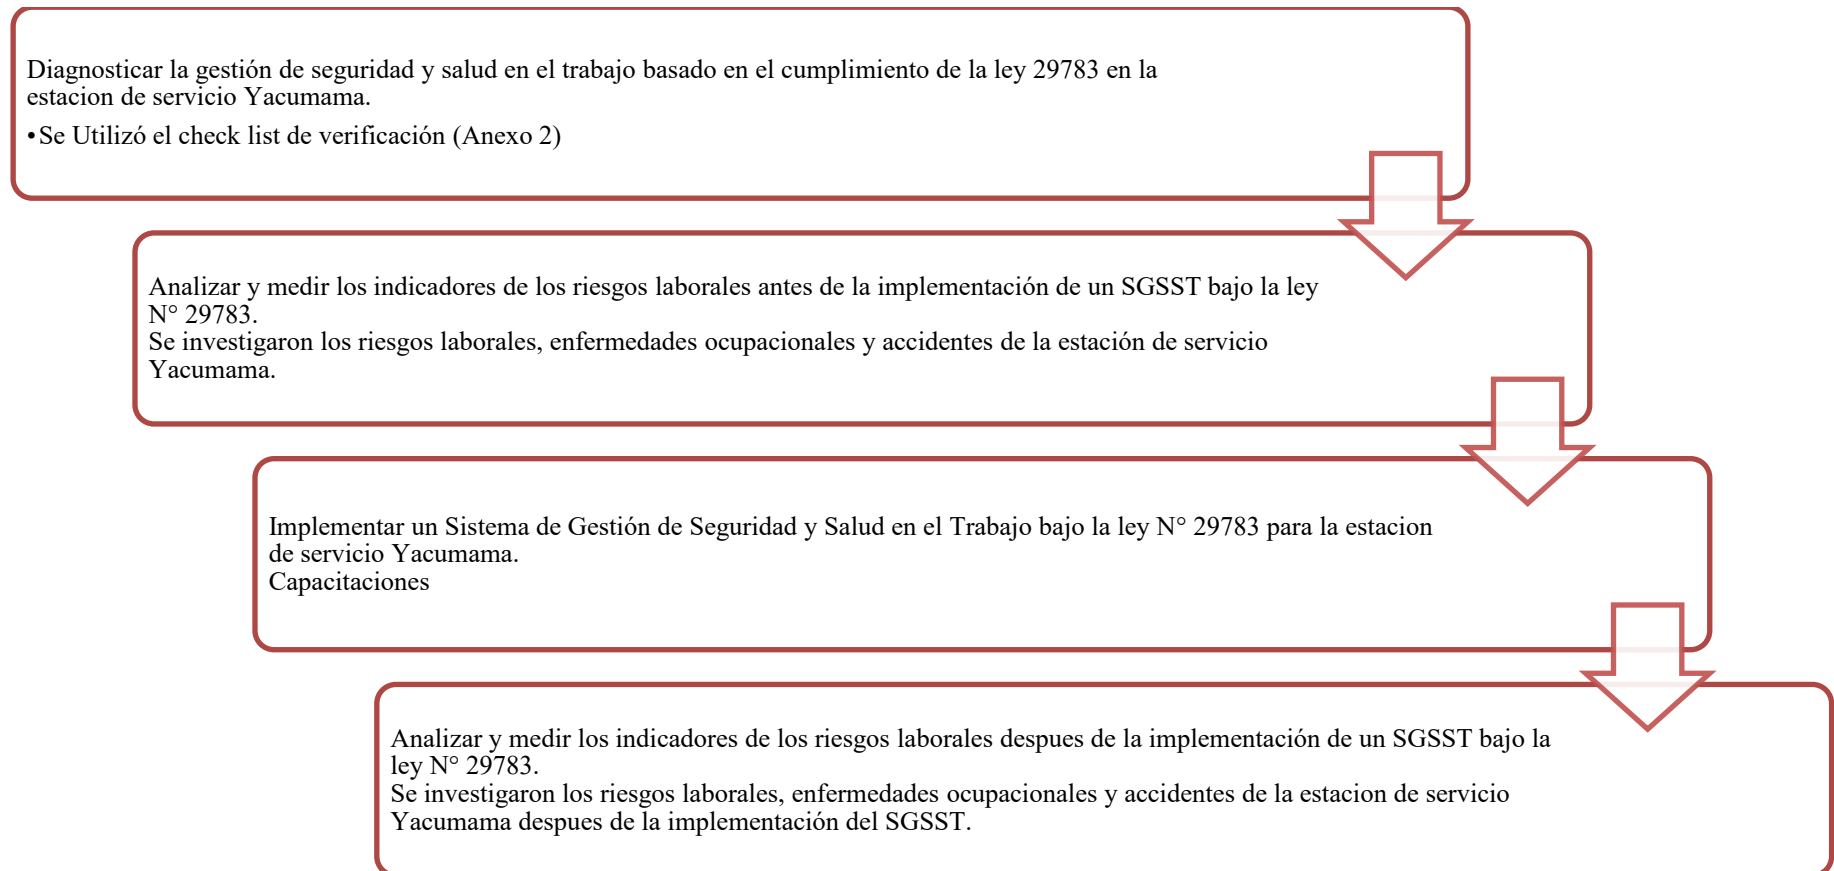 Diagnosticar la gestión de seguridad y salud en el trabajo basado en el cumplimiento de la ley 29783 en la
estacion de servicio Yacumama.
•Se Utilizó el check list de verificación (Anexo 2)
Analizar y medir los indicadores de los riesgos laborales antes de la implementación de un SGSST bajo la ley
N° 29783.
Se investigaron los riesgos laborales, enfermedades ocupacionales y accidentes de la estación de servicio
Yacumama.
Implementar un Sistema de Gestión de Seguridad y Salud en el Trabajo bajo la ley N° 29783 para la estacion
de servicio Yacumama.
Capacitaciones
Analizar y medir los indicadores de los riesgos laborales despues de la implementación de un SGSST bajo la
ley N° 29783.
Se investigaron los riesgos laborales, enfermedades ocupacionales y accidentes de la estacion de servicio
Yacumama despues de la implementación del SGSST.